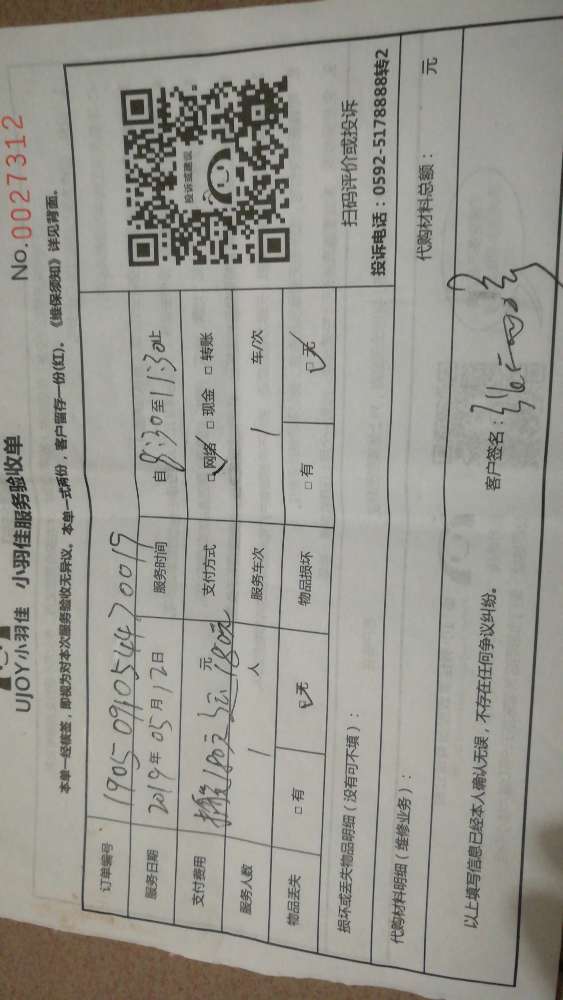 No.0027312
UJOY小羽佳 小羽佳服务验收单
本单一经核签，即视为对本次服务验收无异议。本单一式两份，客户留存一份(红)，《维保须知》详见背面。
订单编号 190509105447 0019
服务日期 2019年05月12日 服务时间 自8:30至11:30止
支付费用 180元 180元 元 支付方式 □网络 □现金 □转账
服务人数 1 人 服务车次 1 车/次
物品丢失 □有 □无 物品损坏 □有 □无
投诉或建议
扫码评价或投诉
投诉电话：0592-5178888转2
损坏或丢失物品明细（没有可不填）：
代购材料明细（维修业务）： 代购材料总额： 元
以上填写信息已经本人确认无误，不存在任何争议纠纷。 客户签名：